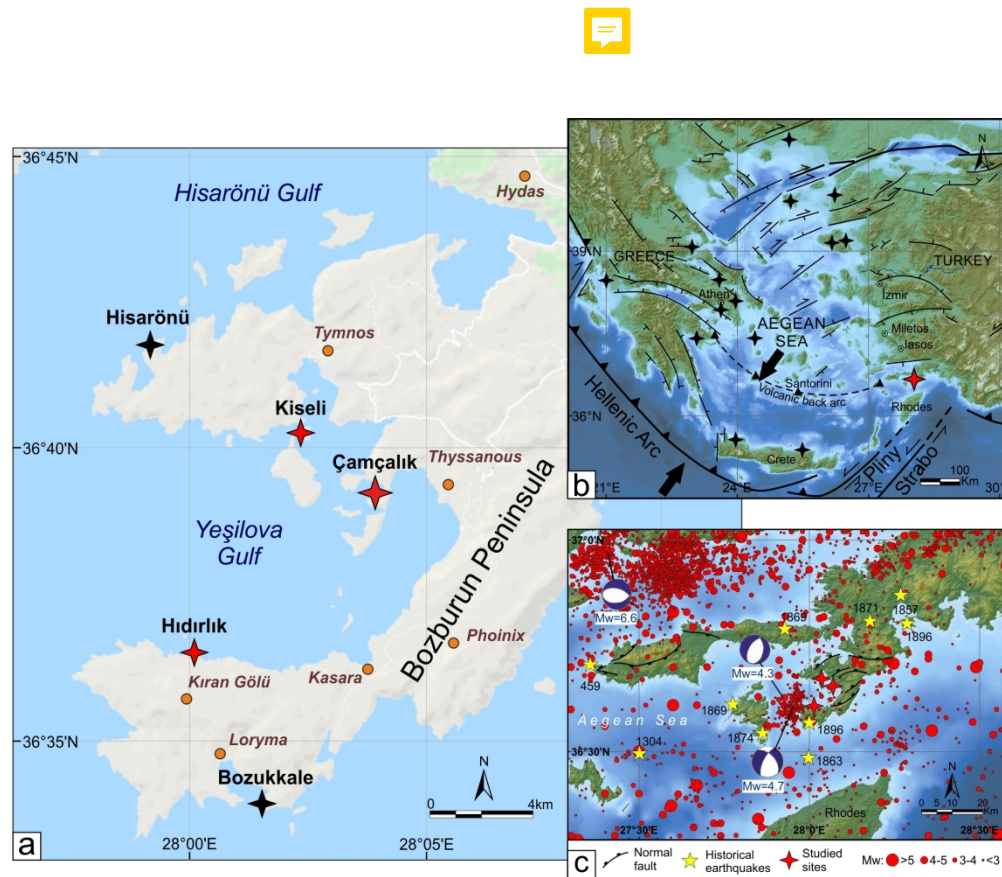 36°45'N
36°40'N
36°35'N
28°00'E
28°05'E
Hisarönü Gulf
Hydas
Hisarönü
Tymnos
Kiseli
Çamçalık
Thyssanous
Yeşilova
Gulf
Bozburun Peninsula
Hıdırlık
Phoinix
Kasara
Kıran Gölü
Loryma
Bozukkale
N
0 4km
a
N
39°N
GREECE
TURKEY
Athen
Izmir
AEGEAN
SEA
Miletos
Iasos
Santorini
Volcanic back arc
Rhodes
36°N
Hellenic Arc
Crete
Pliny
Strabo
100
Km
21°E
24°E
27°E
30°
b
37°0'N
Mw=6.6
1869
1871
1857
1896
Mw=4.3
459
1869
Aegean Sea
1874
1896
1304
36°30'N
1863
Mw=4.7
N
0 5 10 20
Km
Rhodes
27°30'E
28°0'E
28°30'E
c
Normal
fault
Historical
earthquakes
Studied
sites
Mw: >5 4-5 3-4 <3